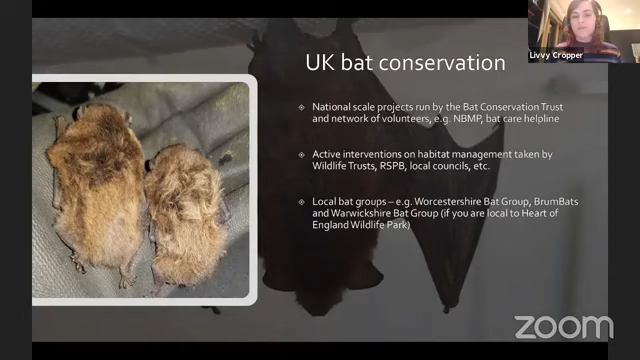 Livvy Cropper
UK bat conservation
National scale projects run by the Bat Conservation Trust
and network of volunteers, e.g. NBMP, bat care helpline
Active interventions on habitat management taken by
Wildlife Trusts, RSPB, local councils, etc.
Local bat groups – e.g. Worcestershire Bat Group, BrumBats
and Warwickshire Bat Group (if you are local to Heart of
England Wildlife Park)
zoom